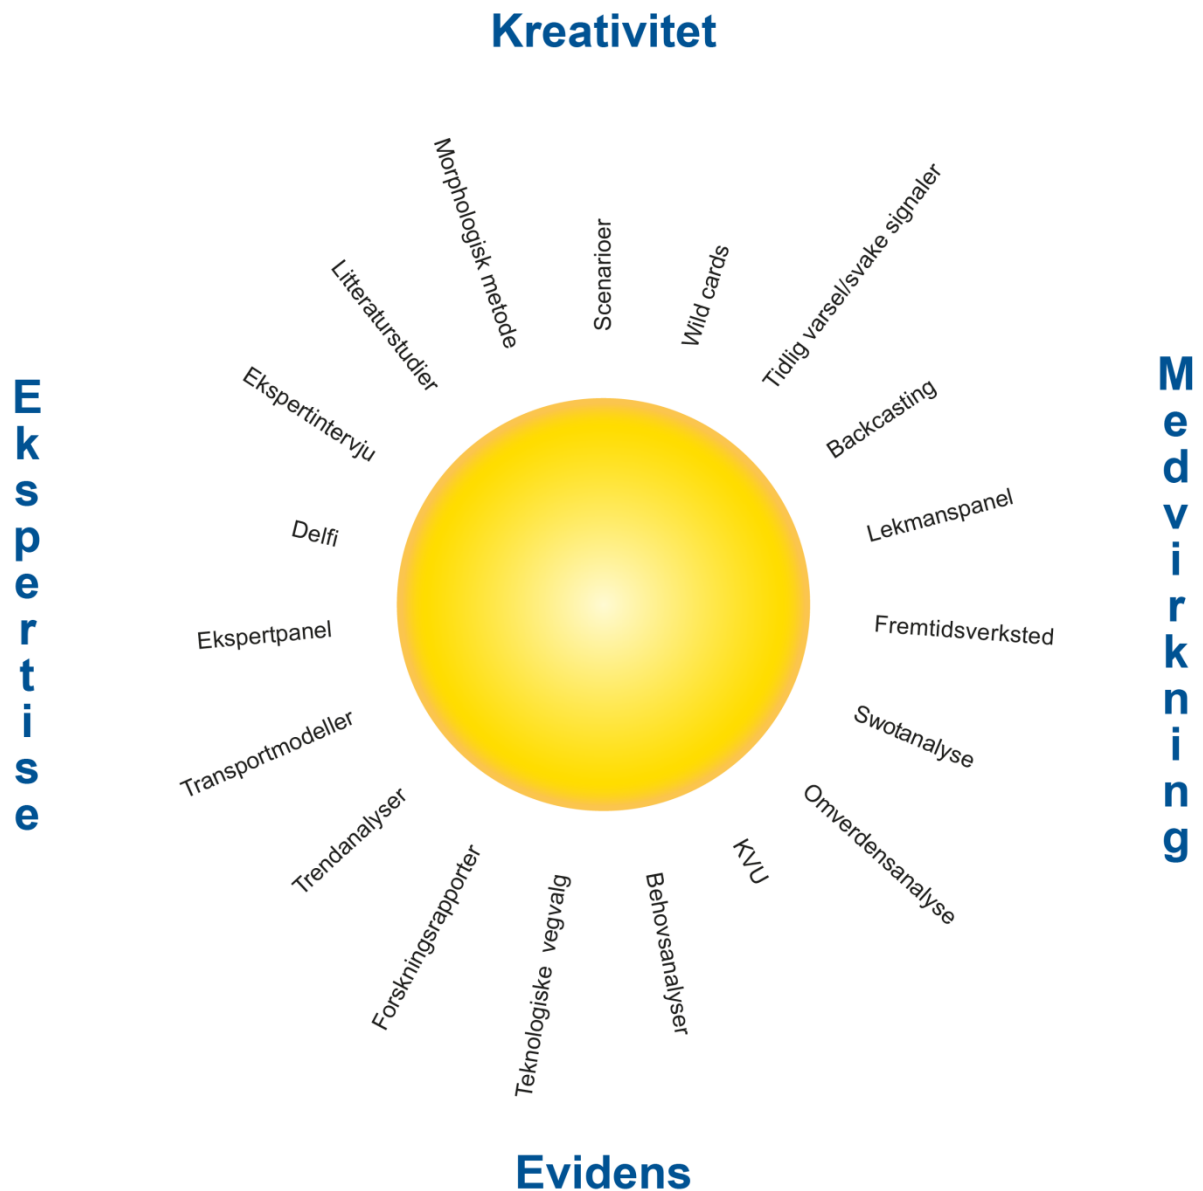 Kreativitet
Morphologisk metode
Scenarioer
Wild cards
Tidlig varsel/svake signaler
Litteraturstudier
Ekspertintervju
Backcasting
Ekspertise
Medvirkning
Delfi
Lekmanspanel
Ekspertpanel
Fremtidsverksted
Transportmodeller
Swotanalyse
Trendanalyser
Omverdensanalyse
Forskningsrapporter
Teknologiske vegvalg
Behovsanalyser
KVU
Evidens